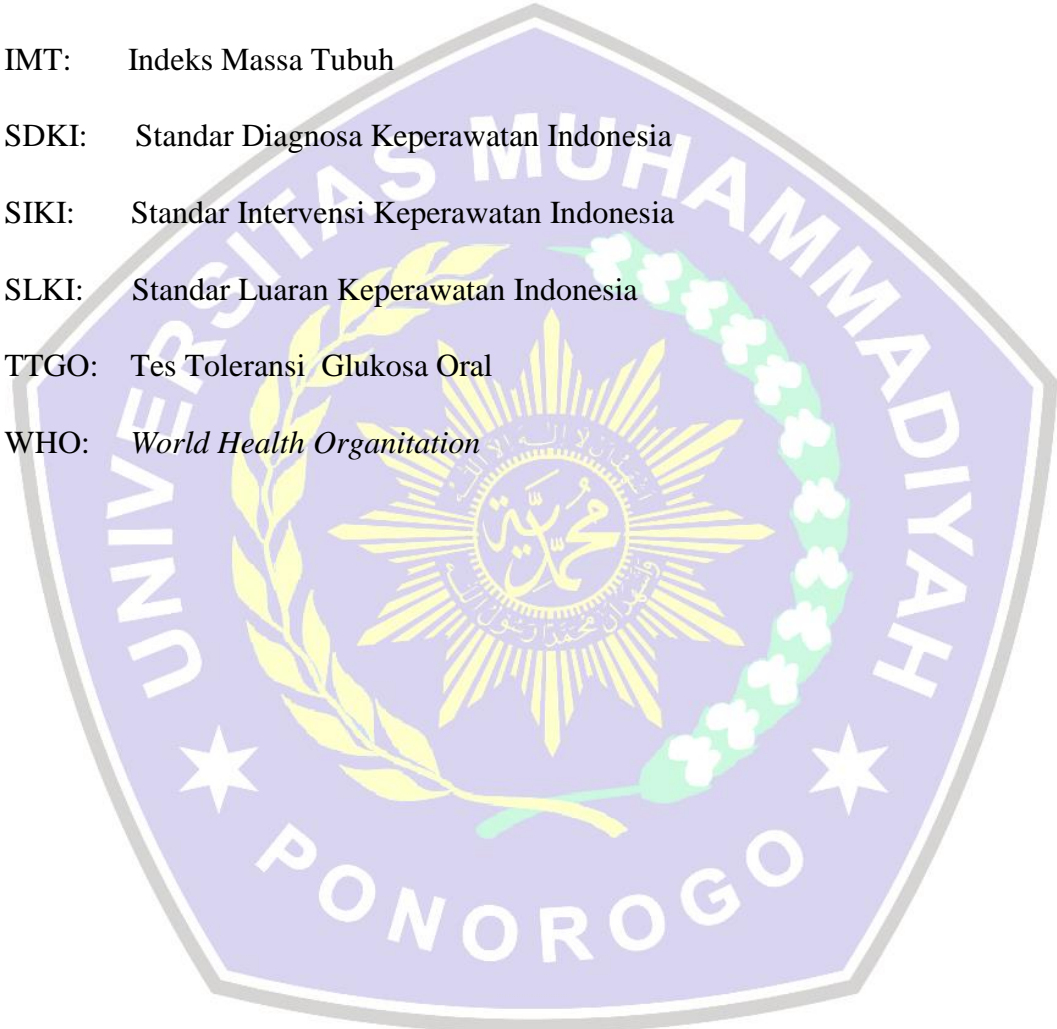 IMT: Indeks Massa Tubuh
SDKI: Standar Diagnosa Keperawatan Indonesia
SIKI: Standar Intervensi Keperawatan Indonesia
SLKI: Standar Luaran Keperawatan Indonesia
TTGO: Tes Toleransi Glukosa Oral
WHO: World Health Organitation
UNIVERSITAS MUHAMMADIYAH
PONOROGO
محمدية